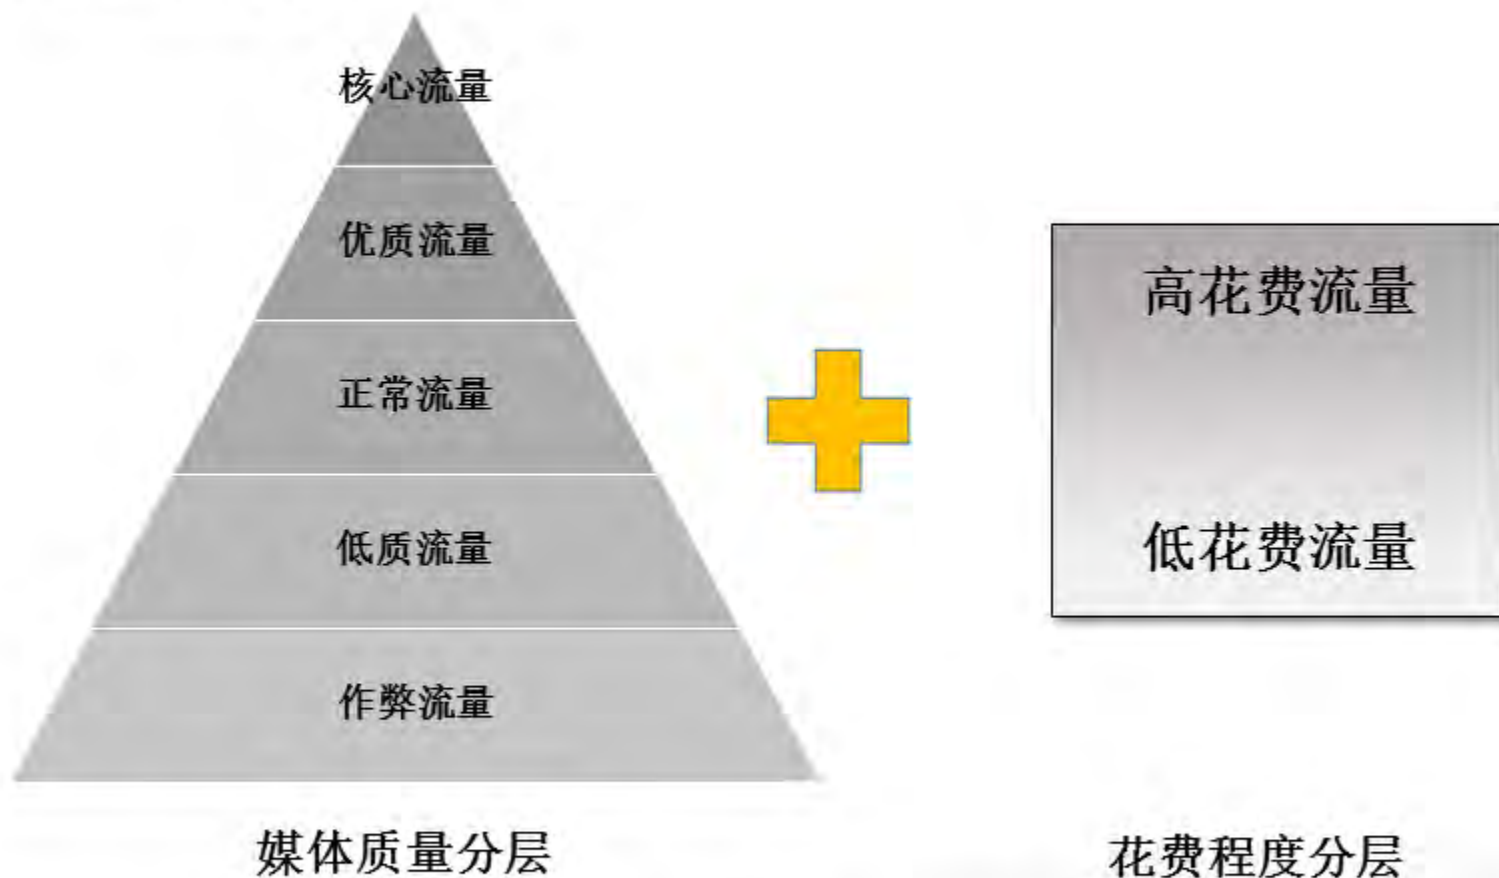 核心流量
优质流量
正常流量
低质流量
作弊流量
媒体质量分层
高花费流量
低花费流量
花费程度分层